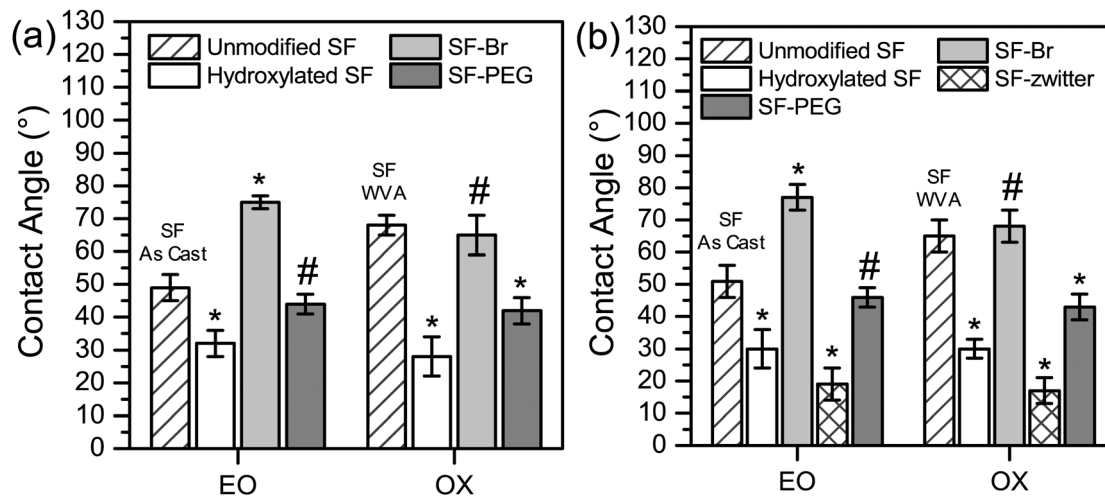 (a)
Contact Angle (°)
130
120
110
100
90
80
70
60
50
40
30
20
10
0
Unmodified SF
SF-Br
Hydroxylated SF
SF-PEG
SF
As Cast
*
*
#
SF
WVA
*
#
*
EO
OX
(b)
Contact Angle (°)
130
120
110
100
90
80
70
60
50
40
30
20
10
0
Unmodified SF
SF-Br
Hydroxylated SF
SF-zwitter
SF-PEG
SF
As Cast
*
*
*
#
SF
WVA
*
#
*
*
EO
OX